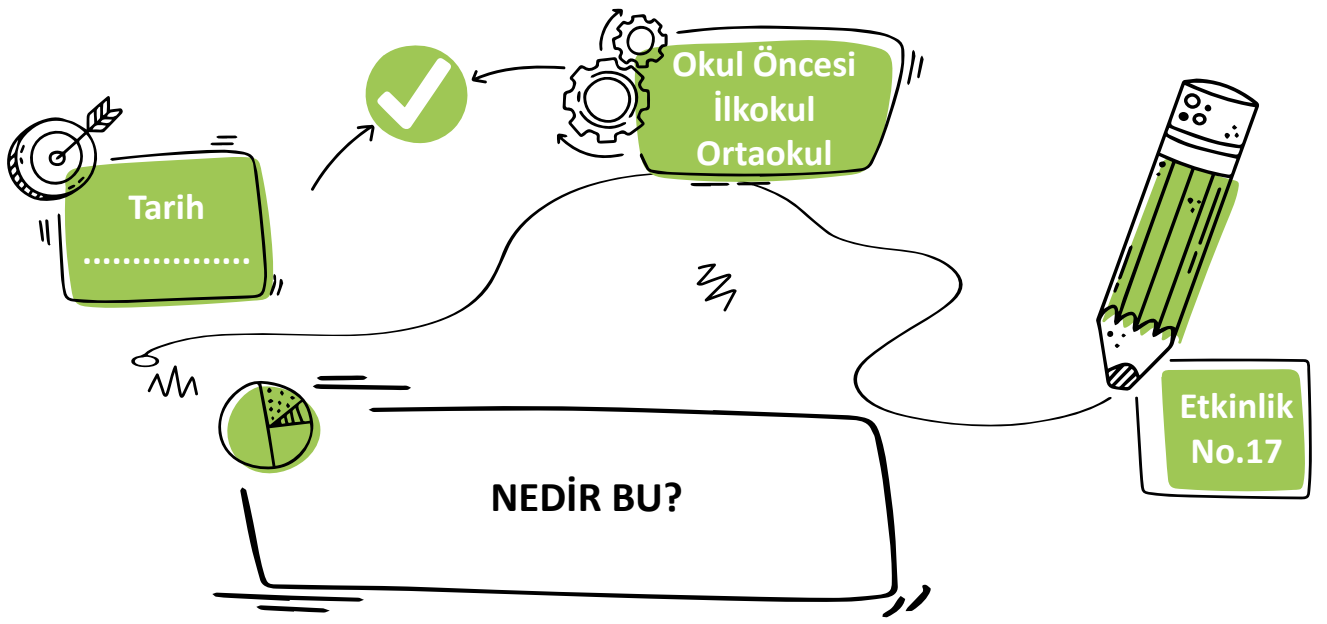 Okul Öncesi
İlkokul
Ortaokul
Tarih
.................
Etkinlik
No.17
NEDİR BU?